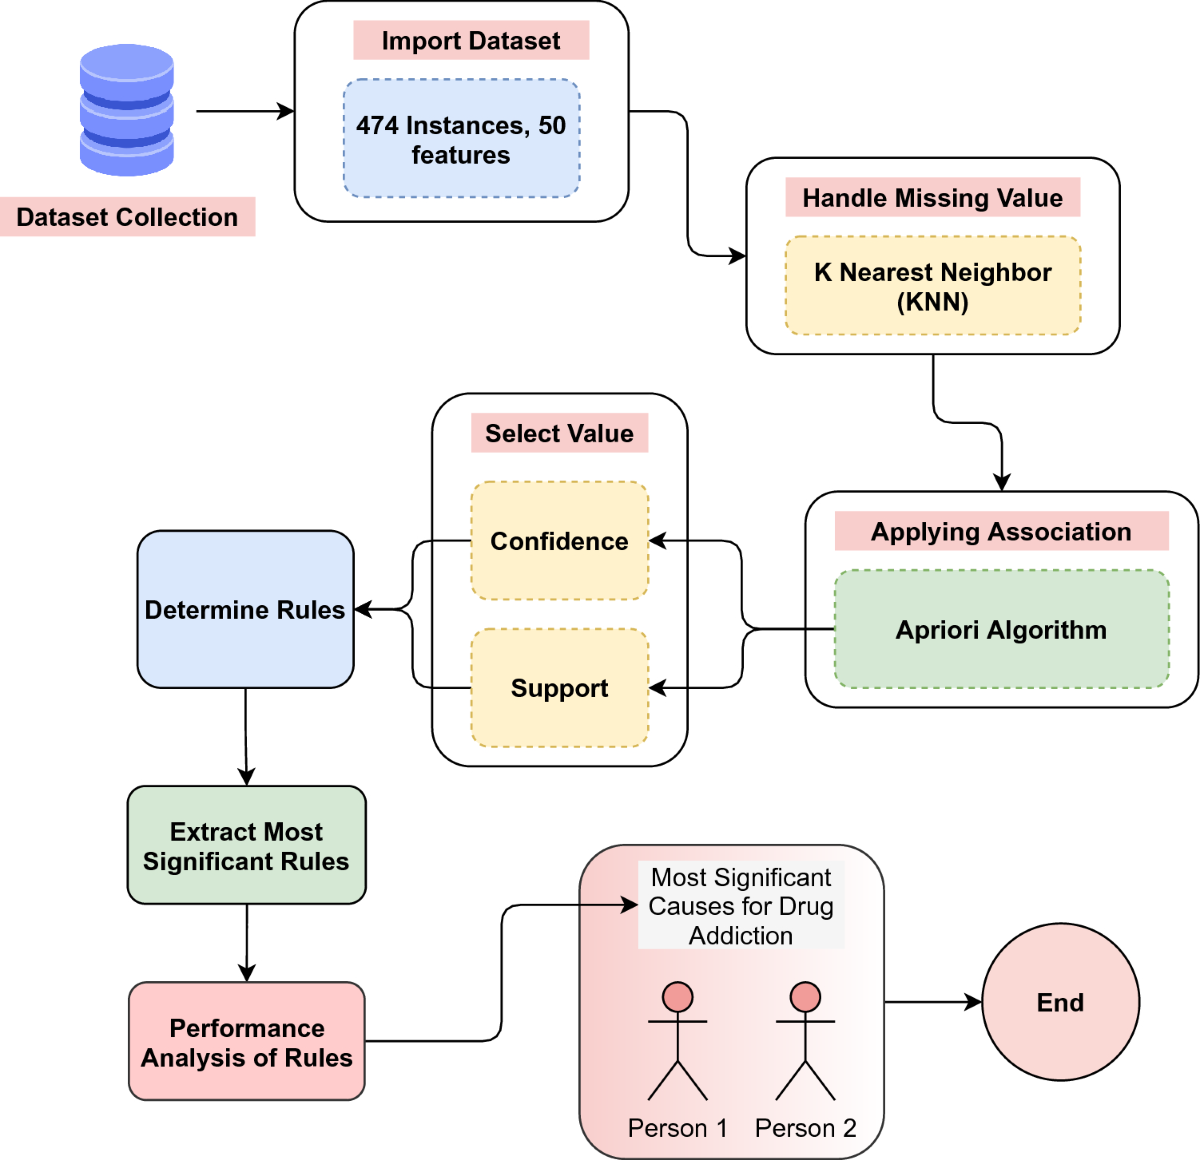 Import Dataset
474 Instances, 50
features
Dataset Collection
Handle Missing Value
K Nearest Neighbor
(KNN)
Applying Association
Apriori Algorithm
Select Value
Confidence
Support
Determine Rules
Extract Most
Significant Rules
Performance
Analysis of Rules
Most Significant
Causes for Drug
Addiction
Person 1
Person 2
End